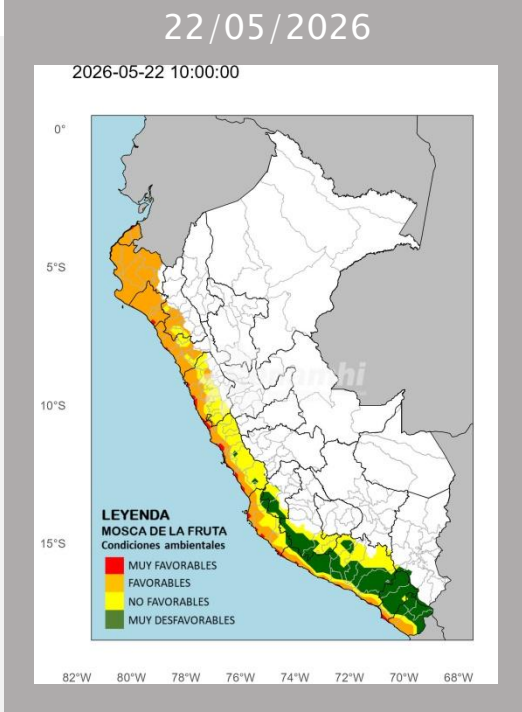 22/05/2026
2026-05-22 10:00:00
0°
5°S
10°S
15°S
LEYENDA
MOSCA DE LA FRUTA
Condiciones ambientales
MUY FAVORABLES
FAVORABLES
NO FAVORABLES
MUY DESFAVORABLES
82°W 80°W 78°W 76°W 74°W 72°W 70°W 68°W